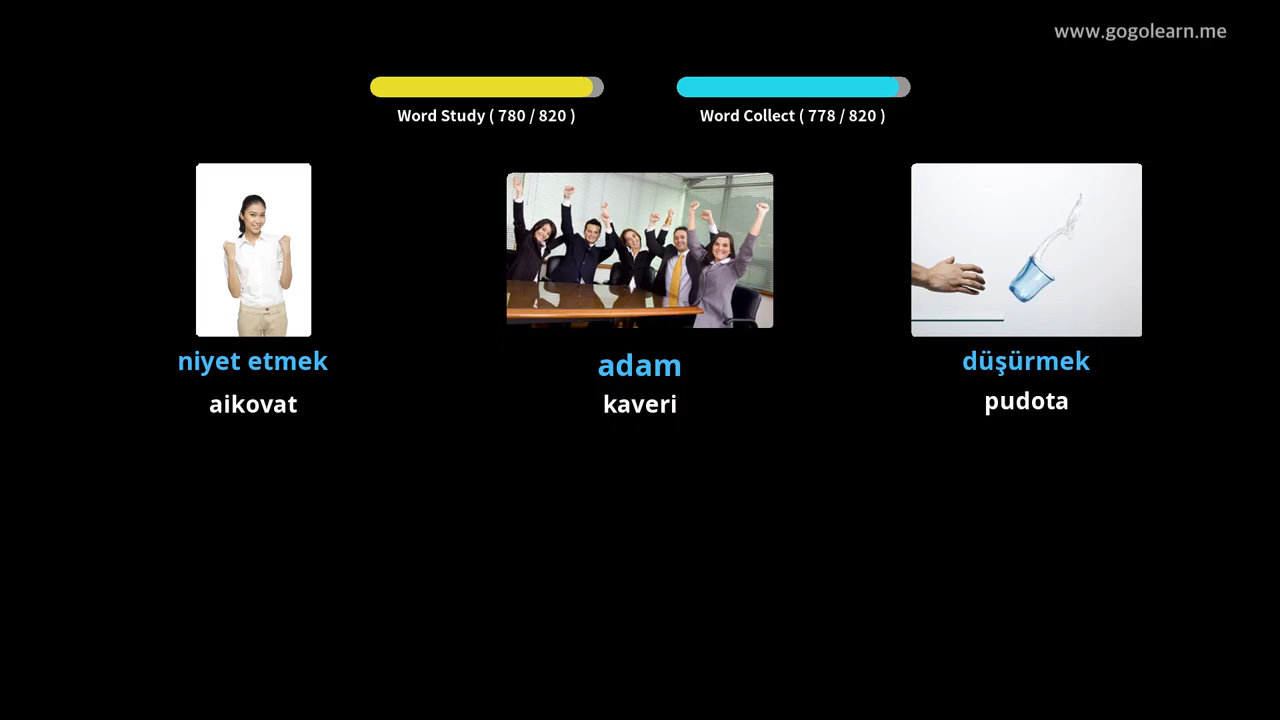 www.gogolearn.me
Word Study ( 780 / 820 )
Word Collect ( 778 / 820 )
niyet etmek
aikovat
adam
kaveri
düşürmek
pudota